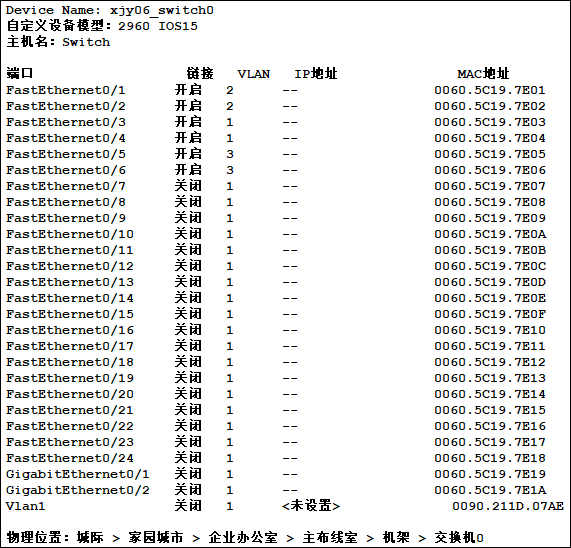 Device Name: xjy06_switch0
自定义设备模型: 2960 IOS15
主机名: Switch
端口 链接 VLAN IP地址 MAC地址
FastEthernet0/1 开启 2 -- 0060.5C19.7E01
FastEthernet0/2 开启 2 -- 0060.5C19.7E02
FastEthernet0/3 开启 1 -- 0060.5C19.7E03
FastEthernet0/4 开启 1 -- 0060.5C19.7E04
FastEthernet0/5 开启 3 -- 0060.5C19.7E05
FastEthernet0/6 开启 3 -- 0060.5C19.7E06
FastEthernet0/7 关闭 1 -- 0060.5C19.7E07
FastEthernet0/8 关闭 1 -- 0060.5C19.7E08
FastEthernet0/9 关闭 1 -- 0060.5C19.7E09
FastEthernet0/10 关闭 1 -- 0060.5C19.7E0A
FastEthernet0/11 关闭 1 -- 0060.5C19.7E0B
FastEthernet0/12 关闭 1 -- 0060.5C19.7E0C
FastEthernet0/13 关闭 1 -- 0060.5C19.7E0D
FastEthernet0/14 关闭 1 -- 0060.5C19.7E0E
FastEthernet0/15 关闭 1 -- 0060.5C19.7E0F
FastEthernet0/16 关闭 1 -- 0060.5C19.7E10
FastEthernet0/17 关闭 1 -- 0060.5C19.7E11
FastEthernet0/18 关闭 1 -- 0060.5C19.7E12
FastEthernet0/19 关闭 1 -- 0060.5C19.7E13
FastEthernet0/20 关闭 1 -- 0060.5C19.7E14
FastEthernet0/21 关闭 1 -- 0060.5C19.7E15
FastEthernet0/22 关闭 1 -- 0060.5C19.7E16
FastEthernet0/23 关闭 1 -- 0060.5C19.7E17
FastEthernet0/24 关闭 1 -- 0060.5C19.7E18
GigabitEthernet0/1 关闭 1 -- 0060.5C19.7E19
GigabitEthernet0/2 关闭 1 -- 0060.5C19.7E1A
Vlan1 关闭 1 <未设置> 0090.211D.07AE
物理位置: 城际 > 家园城市 > 企业办公室 > 主布线室 > 机架 > 交换机0